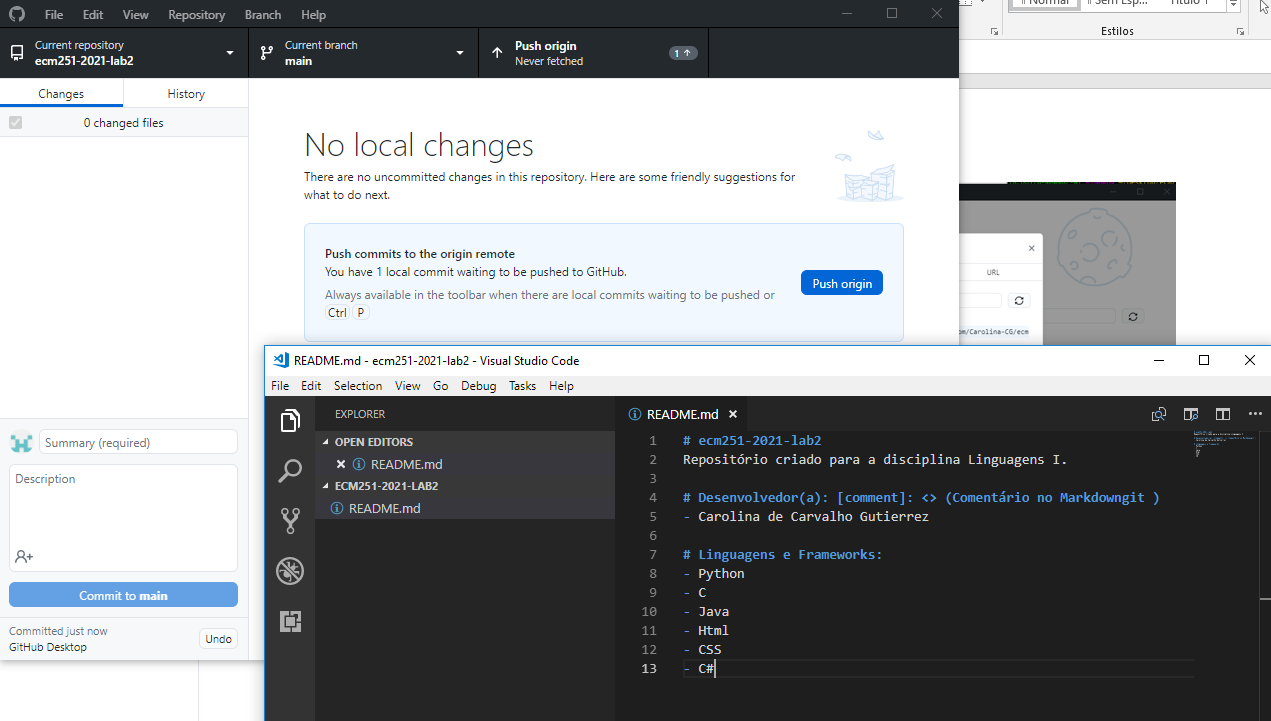 File Edit View Repository Branch Help
Current repository
ecm251-2021-lab2
Current branch
main
Push origin
Never fetched
1
Estilos
Changes History
0 changed files
No local changes
There are no uncommitted changes in this repository. Here are some friendly suggestions for
what to do next.
Push commits to the origin remote
You have 1 local commit waiting to be pushed to GitHub.
Always available in the toolbar when there are local commits waiting to be pushed or
Ctrl P
Push origin
URL
om/Carolina-CG/ecm
Summary (required)
Description
Commit to main
Committed just now
GitHub Desktop
Undo
README.md - ecm251-2021-lab2 - Visual Studio Code
File Edit Selection View Go Debug Tasks Help
EXPLORER
OPEN EDITORS
README.md
ECM251-2021-LAB2
README.md
README.md
1 # ecm251-2021-lab2
2 Repositório criado para a disciplina Linguagens I.
3
4 # Desenvolvedor(a): [comment]: <> (Comentário no Markdowngit )
5 - Carolina de Carvalho Gutierrez
6
7 # Linguagens e Frameworks:
8 - Python
9 - C
10 - Java
11 - Html
12 - CSS
13 - C#